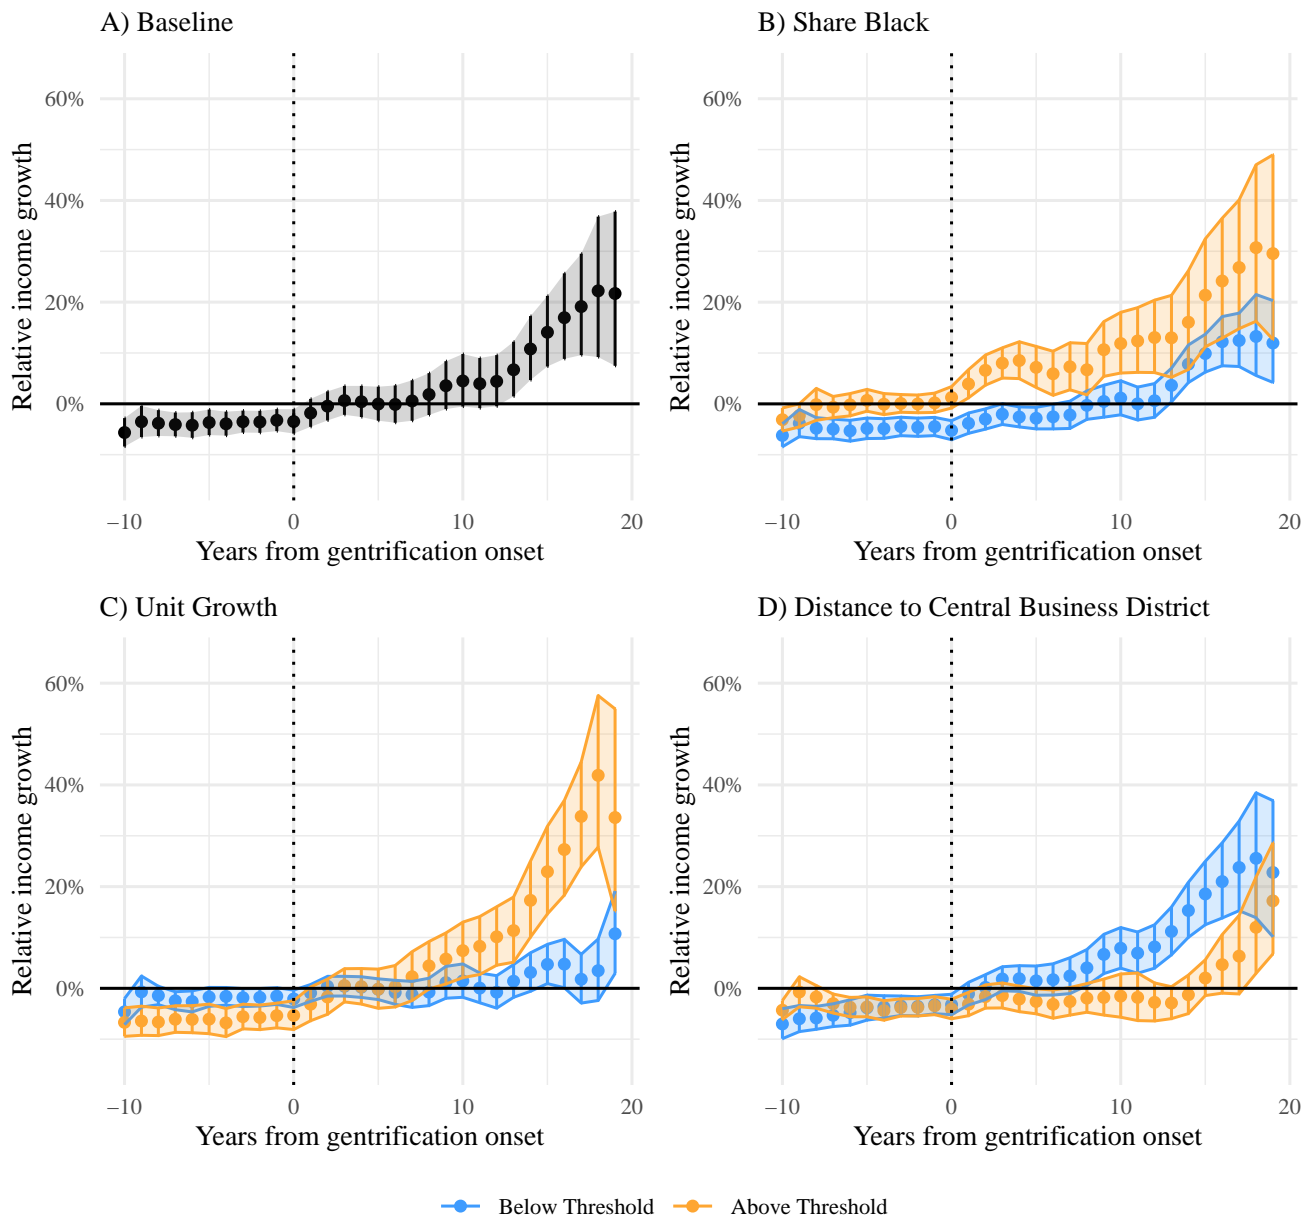 A) Baseline
B) Share Black
Relative income growth
60%
40%
20%
0%
−10
0
10
20
Years from gentrification onset
Relative income growth
60%
40%
20%
0%
−10
0
10
20
Years from gentrification onset
C) Unit Growth
D) Distance to Central Business District
Relative income growth
60%
40%
20%
0%
−10
0
10
20
Years from gentrification onset
Relative income growth
60%
40%
20%
0%
−10
0
10
20
Years from gentrification onset
Below Threshold
Above Threshold